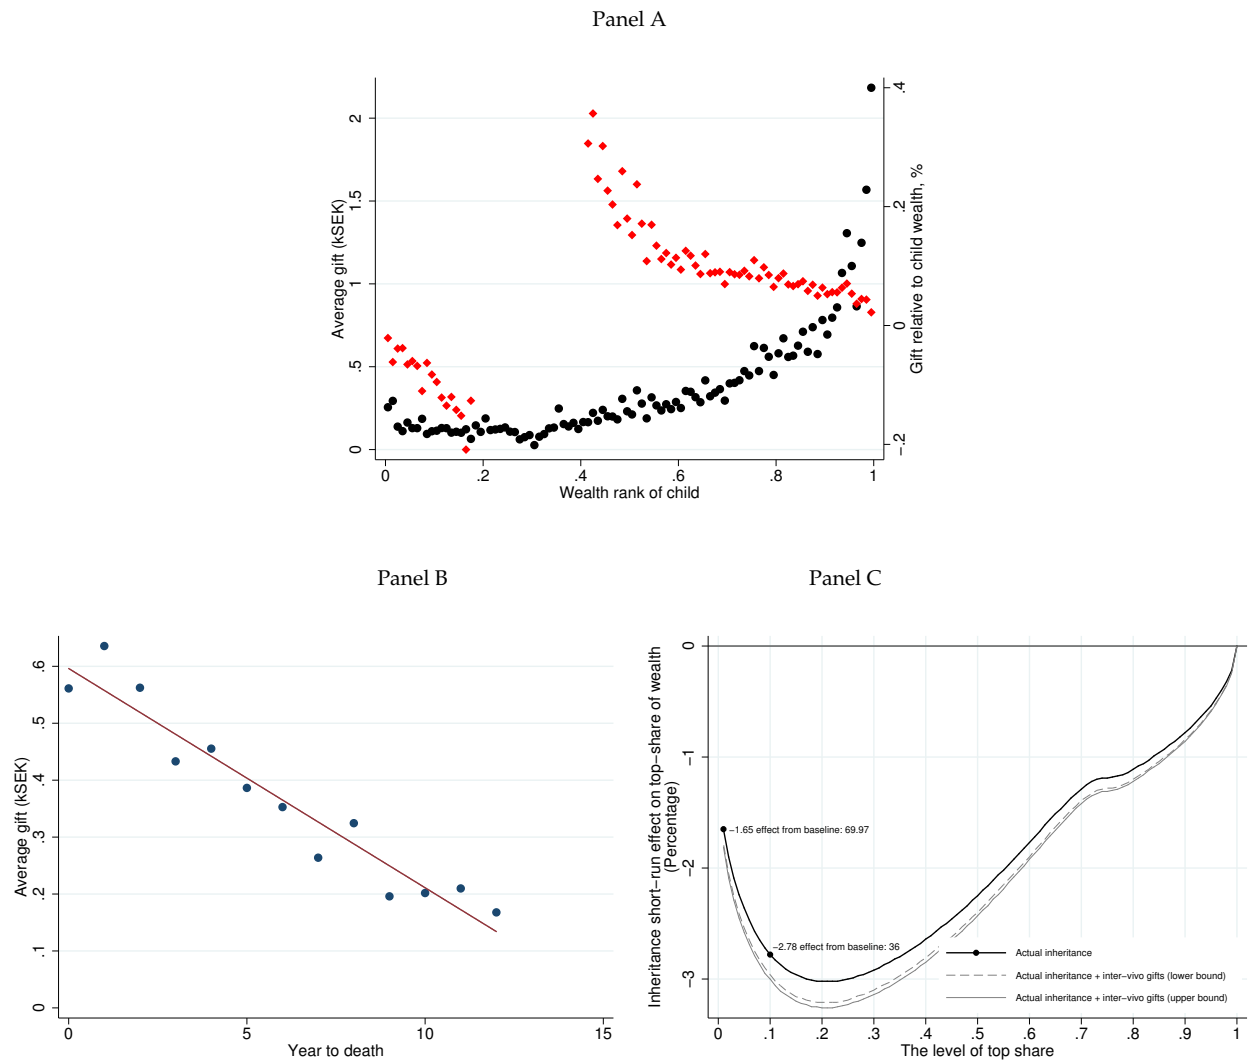 Panel A
2
1.5
1
.5
0
Average gift (kSEK)
.4
.2
0
-.2
Gift relative to child wealth, %
0
.2
.4
.6
.8
1
Wealth rank of child
Panel B
.6
.5
.4
.3
.2
.1
0
Average gift (kSEK)
0
5
10
15
Year to death
Panel C
0
-1
-2
-3
Inheritance short-run effect on top-share of wealth
(Percentage)
-1.65 effect from baseline: 69.97
-2.78 effect from baseline: 36
Actual inheritance
Actual inheritance + inter-vivo gifts (lower bound)
Actual inheritance + inter-vivo gifts (upper bound)
0
.1
.2
.3
.4
.5
.6
.7
.8
.9
1
The level of top share